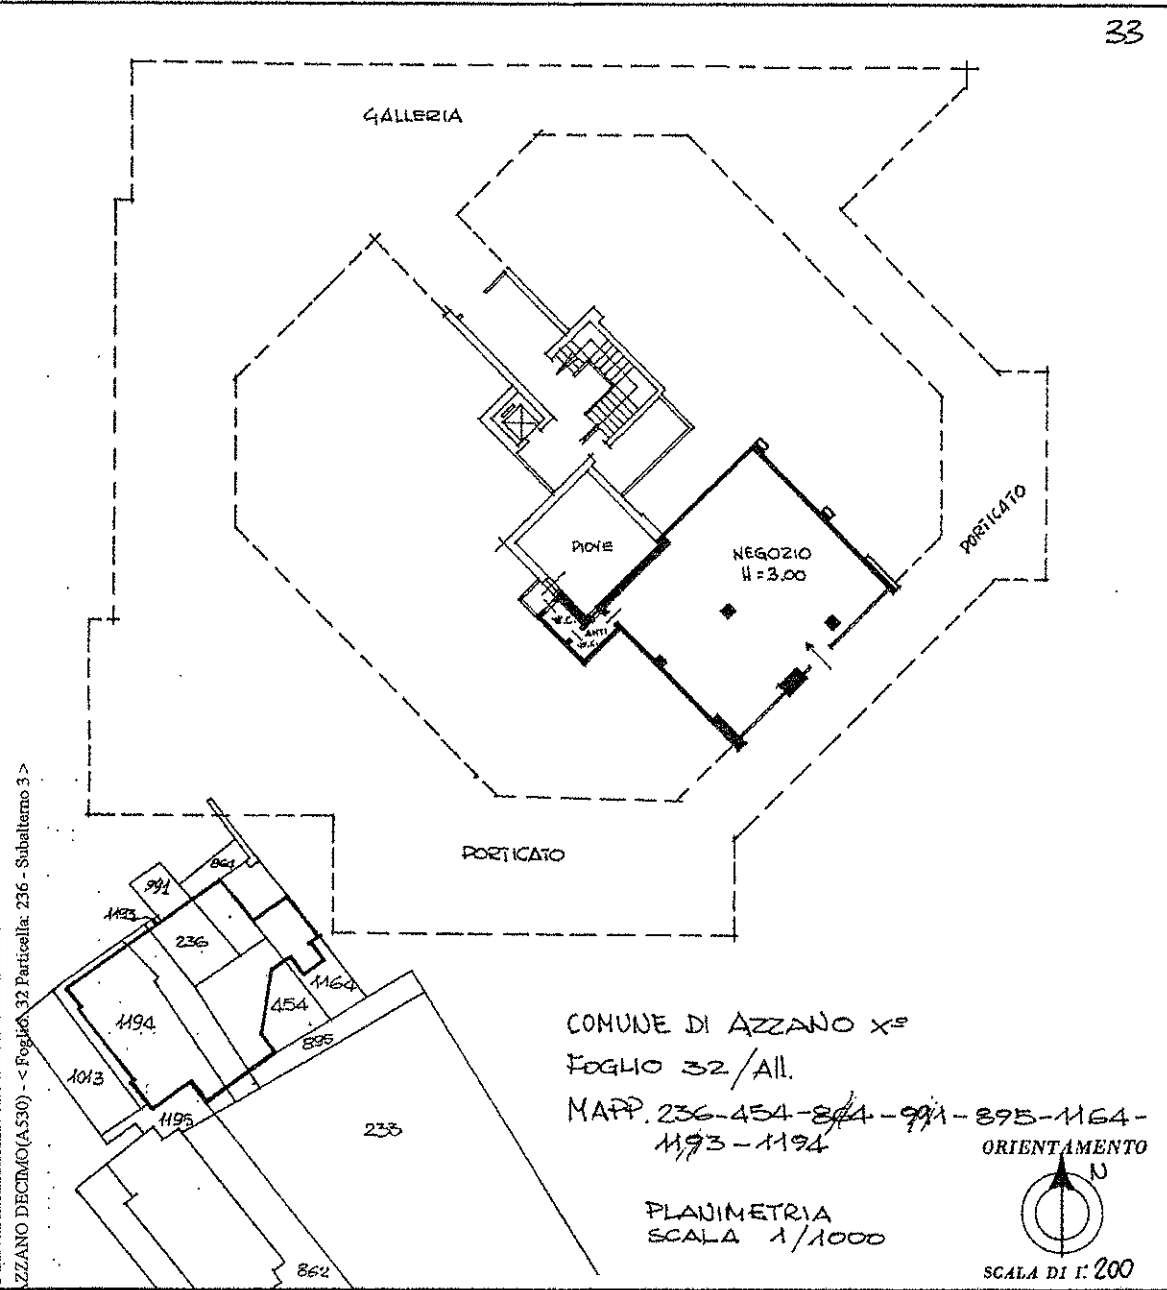 33
GALLERIA
PORTICATO
PIOVE
NEGOZIO
H=3.00
W.C.
ANTI
W.C.
PORTICATO
864
991
1193
236
1164
454
1194
895
1013
1195
233
862
COMUNE DI AZZANO Xº
FOGLIO 32/All.
MAPP. 236-454-864-991-895-1164-
1193-1194
ORIENTAMENTO
N
PLANIMETRIA
SCALA 1/1000
SCALA DI 1: 200
ZZANO DECIMO(A530) - < Foglio: 32 Particella: 236 - Subalterno 3 >